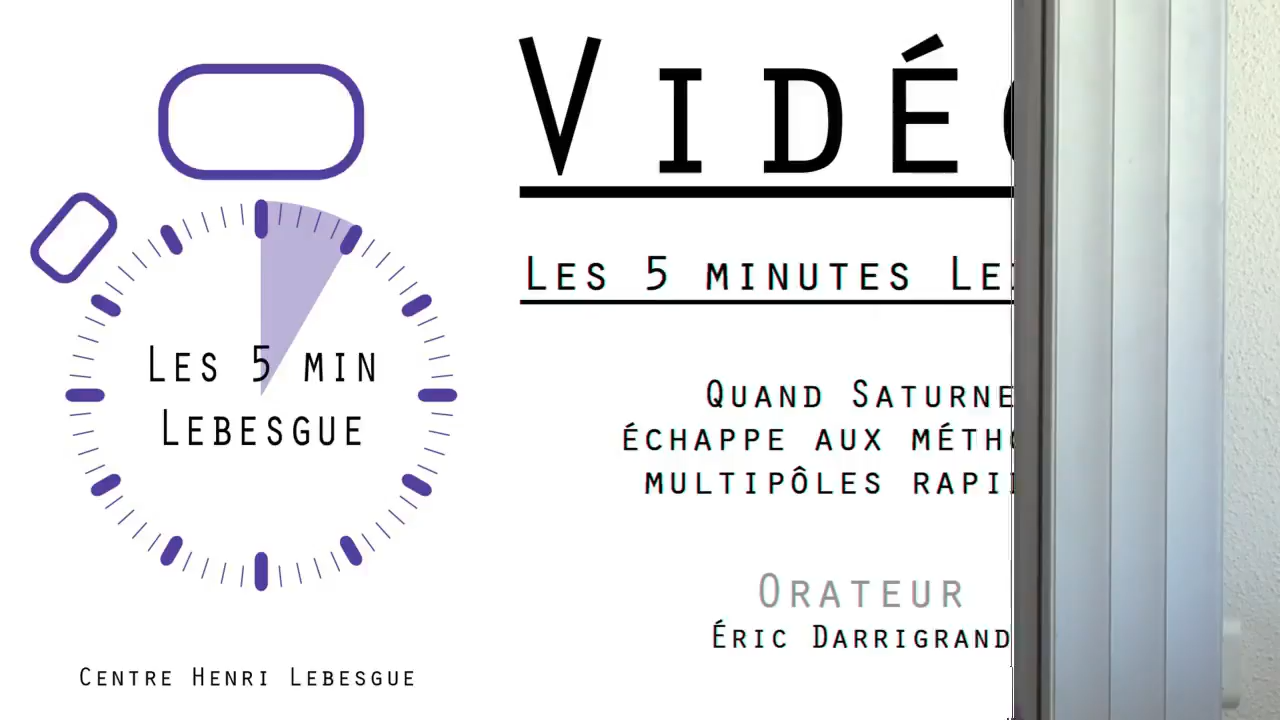 Vidé
Les 5 minutes Le
Quand Saturne
échappe aux méth
multipôles rapi
Orateur
Éric Darrigrand
Les 5 min
Lebesgue
Centre Henri Lebesgue